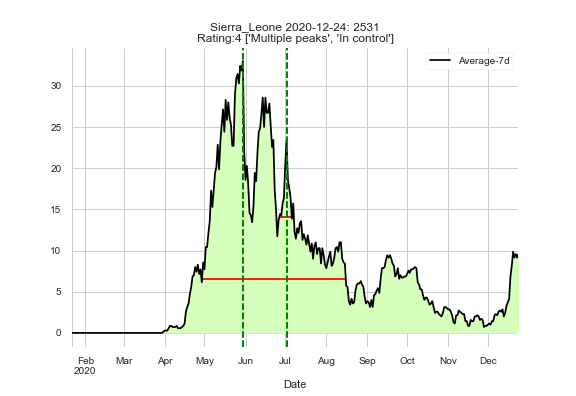 Sierra_Leone 2020-12-24: 2531
Rating:4 ['Multiple peaks', 'In control']
Average-7d
30
25
20
15
10
5
0
Feb Mar Apr May Jun Jul Aug Sep Oct Nov Dec
2020
Date